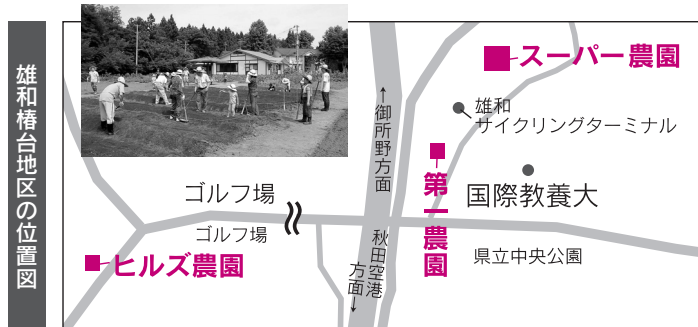 雄和椿台地区の位置図
スーパー農園
雄和
サイクリングターミナル
↑御所野方面
第一農園
国際教養大
ゴルフ場
ゴルフ場
秋田空港
方面↓
県立中央公園
ヒルズ農園